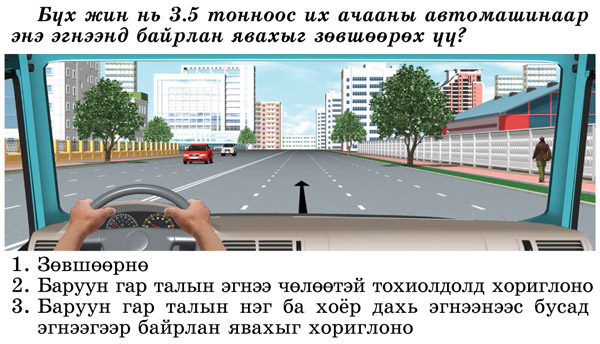 Бүх жин нь 3.5 тонноос их ачааны автомашинаар
энэ эгнээнд байрлан явахыг зөвшөөрөх үү?
1. Зөвшөөрнө
2. Баруун гар талын эгнээ чөлөөтэй тохиолдолд хориглоно
3. Баруун гар талын нэг ба хоёр дахь эгнээнээс бусад
эгнээгээр байрлан явахыг хориглоно